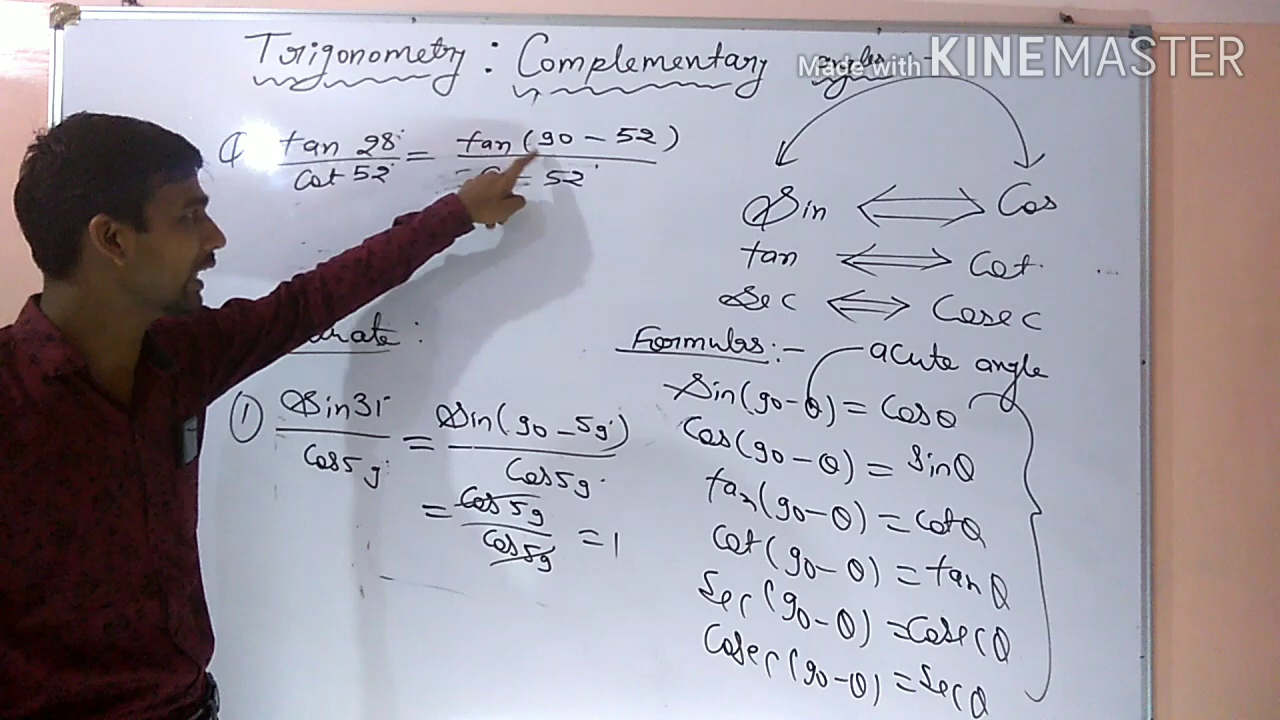 Trigonometry : Complementary angles :-
Made with KINEMASTER
tan 28° / Cot 52° = tan (90 - 52) / 52°
Sin <=> Cos
tan <=> Cot
Sec <=> Cosec
Formulas :-
acute angle
① Sin 31° / Cos 59° = Sin (90 - 59°) / Cos 59°
= Cos 59 / Cos 59 = 1
Sin (90 - θ) = Cos θ
Cos (90 - θ) = Sin θ
tan (90 - θ) = Cot θ
Cot (90 - θ) = tan θ
Sec (90 - θ) = Cosec θ
Cosec (90 - θ) = Sec θ